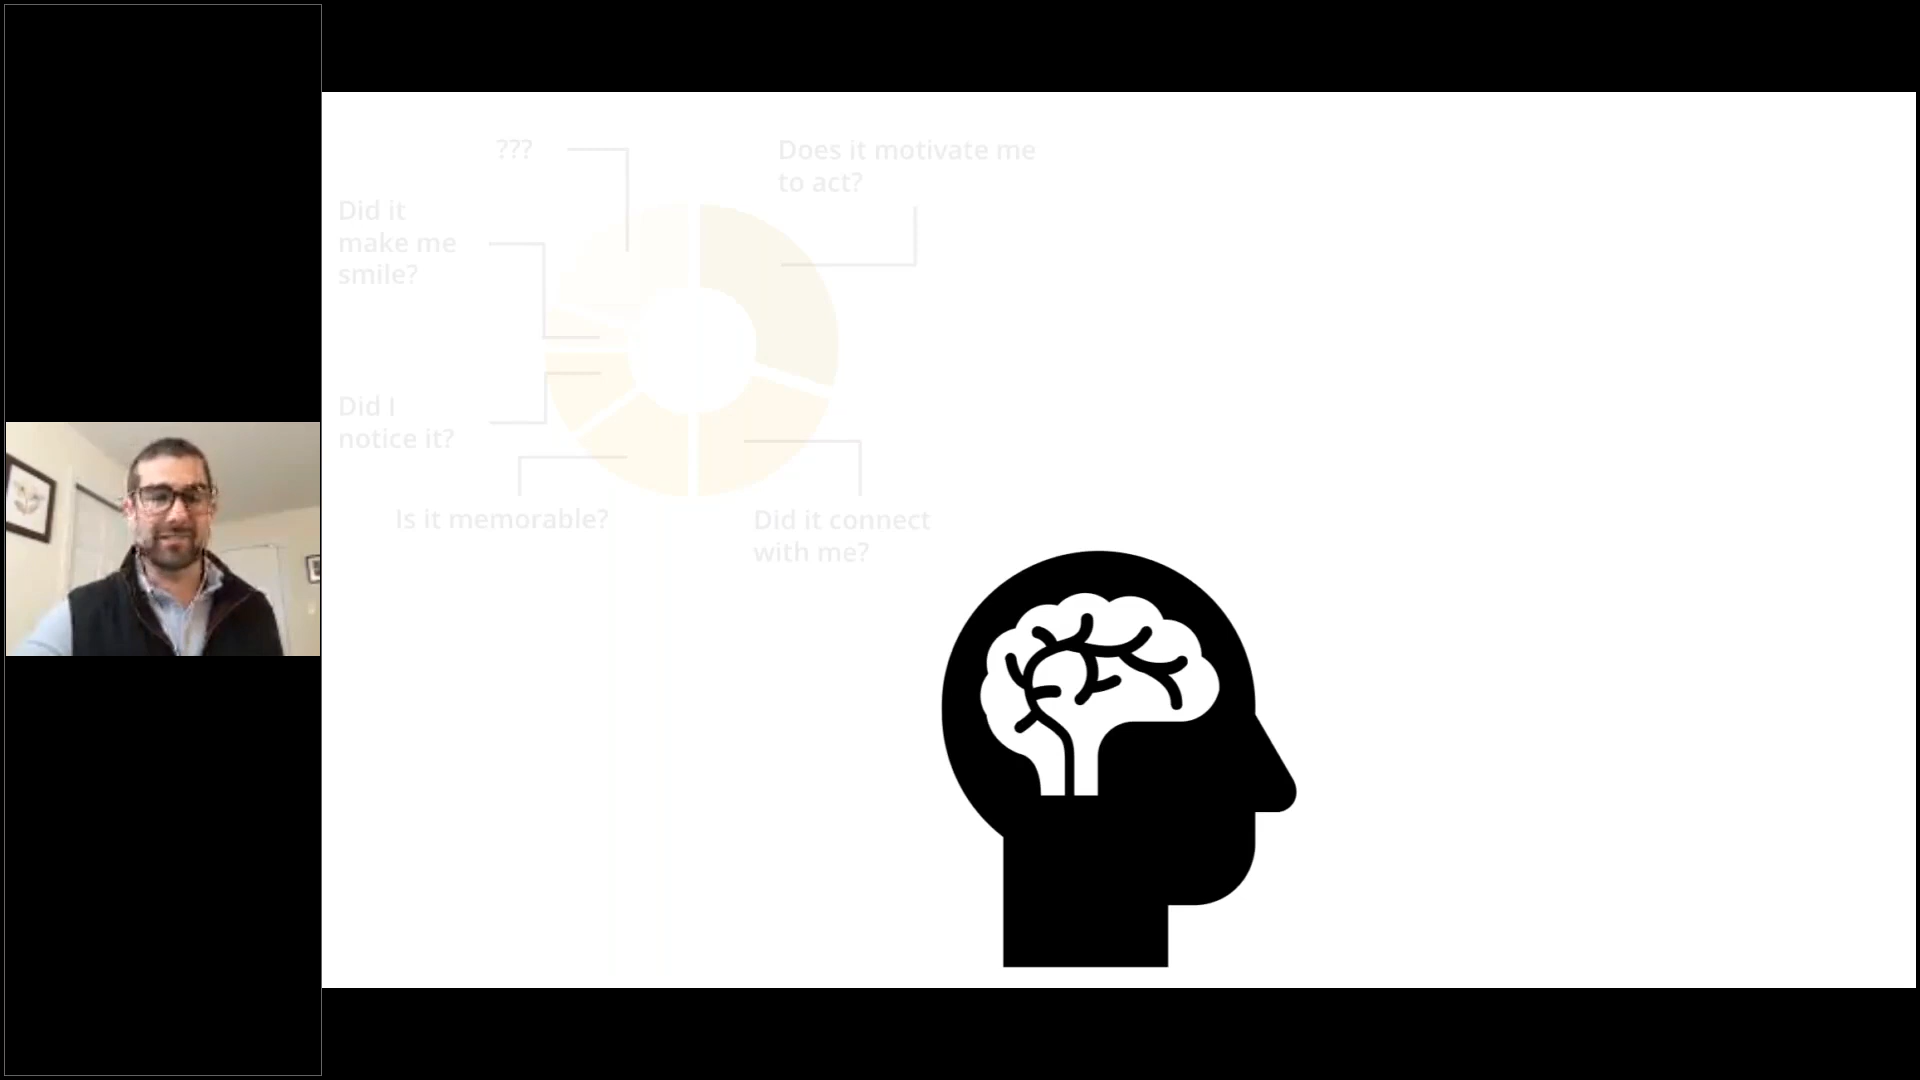 ???
Does it motivate me
to act?
Did it
make me
smile?
Did I
notice it?
Is it memorable?
Did it connect
with me?